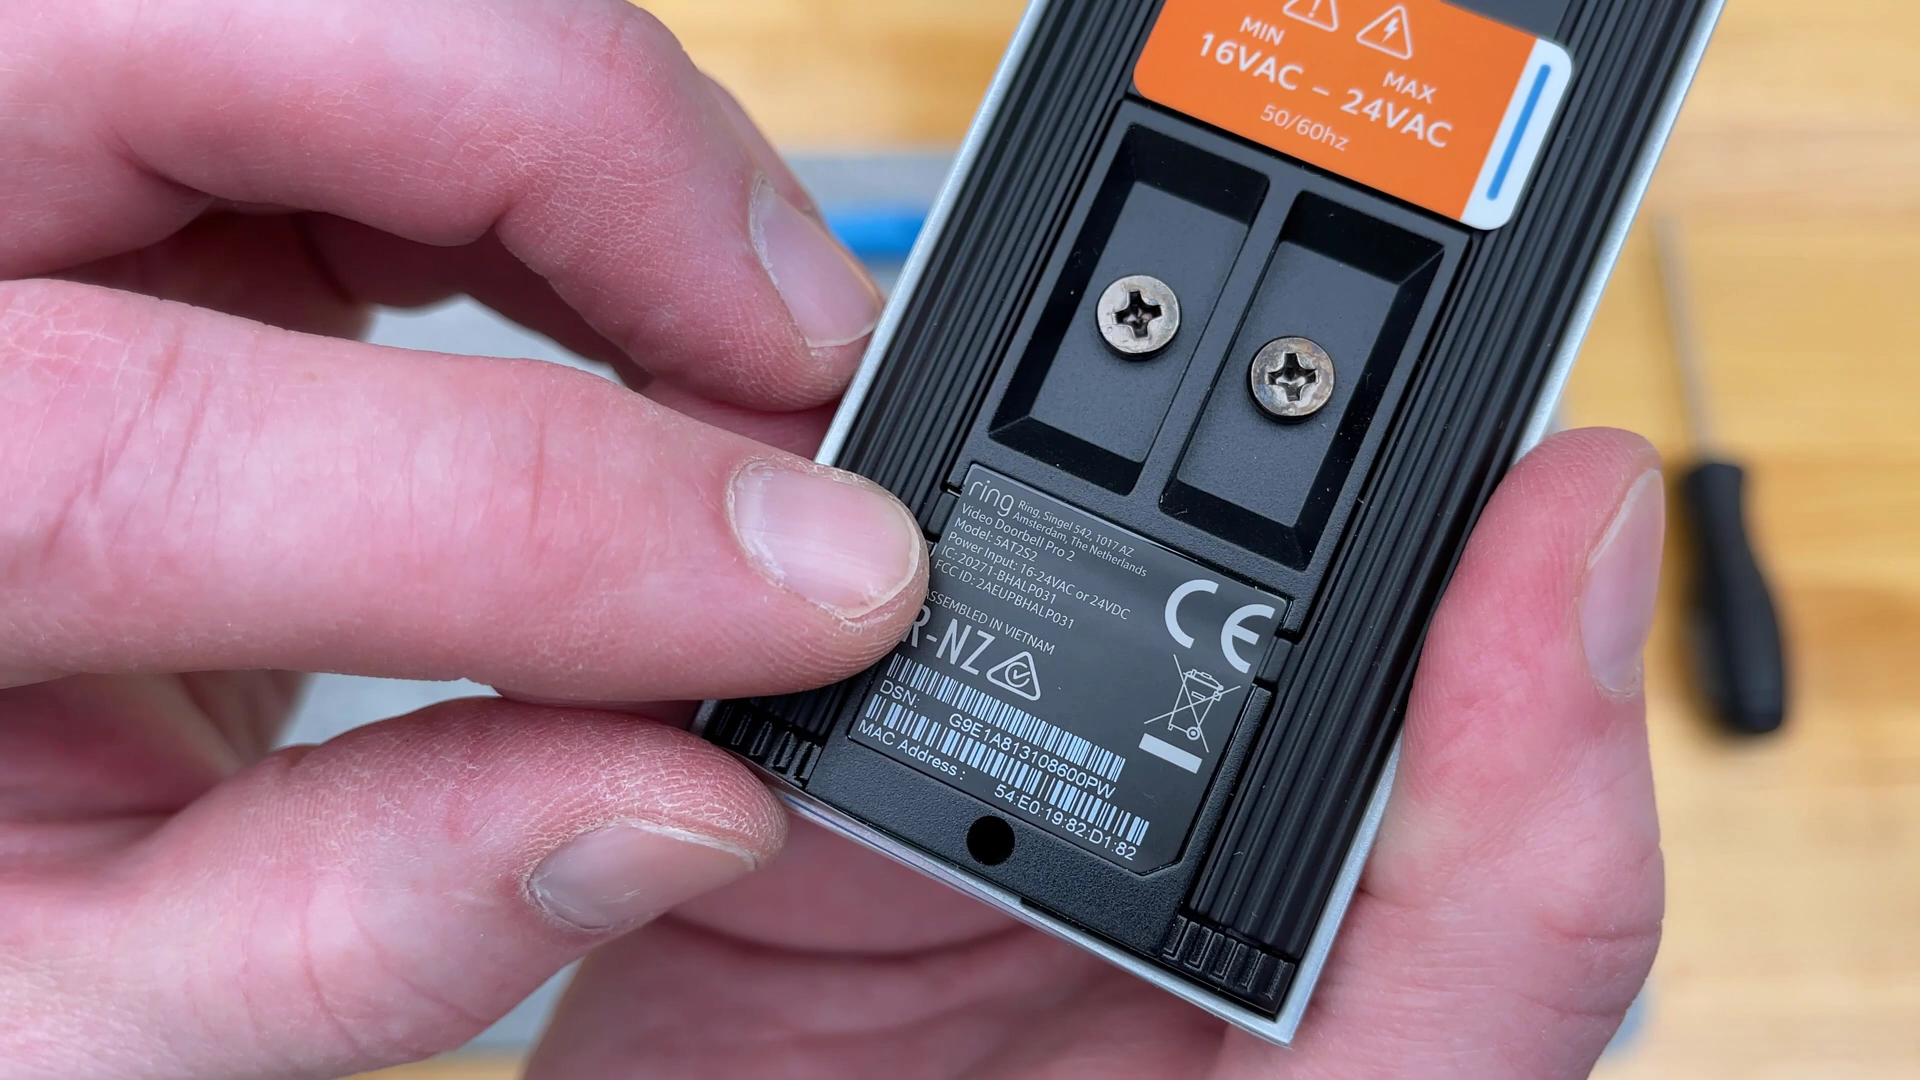 MIN
16VAC – 24VAC
MAX
50/60hz
ring
Ring, Singel 542, 1017 AZ
Amsterdam, The Netherlands
Video Doorbell Pro 2
Model: 5AT2S2
Power Input: 16-24VAC or 24VDC
IC: 20271-BHALP031
FCC ID: 2AEUPBHALP031
ASSEMBLED IN VIETNAM
R-NZ
CE
DSN:
G9E1A813108600PW
MAC Address :
54:E0:19:82:D1:82